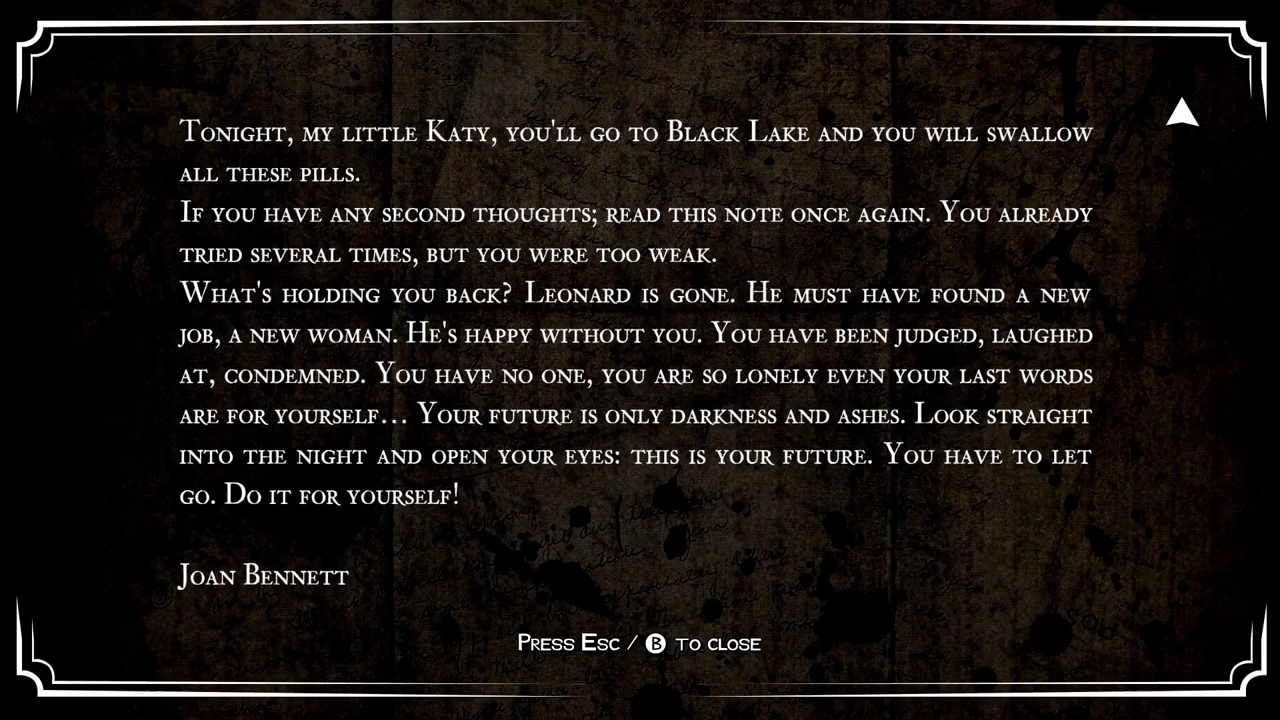 Tonight, my little Katy, you'll go to Black Lake and you will swallow
all these pills.
If you have any second thoughts; read this note once again. You already
tried several times, but you were too weak.
What's holding you back? Leonard is gone. He must have found a new
job, a new woman. He's happy without you. You have been judged, laughed
at, condemned. You have no one, you are so lonely even your last words
are for yourself... Your future is only darkness and ashes. Look straight
into the night and open your eyes: this is your future. You have to let
go. Do it for yourself!
Joan Bennett
Press Esc / B to close